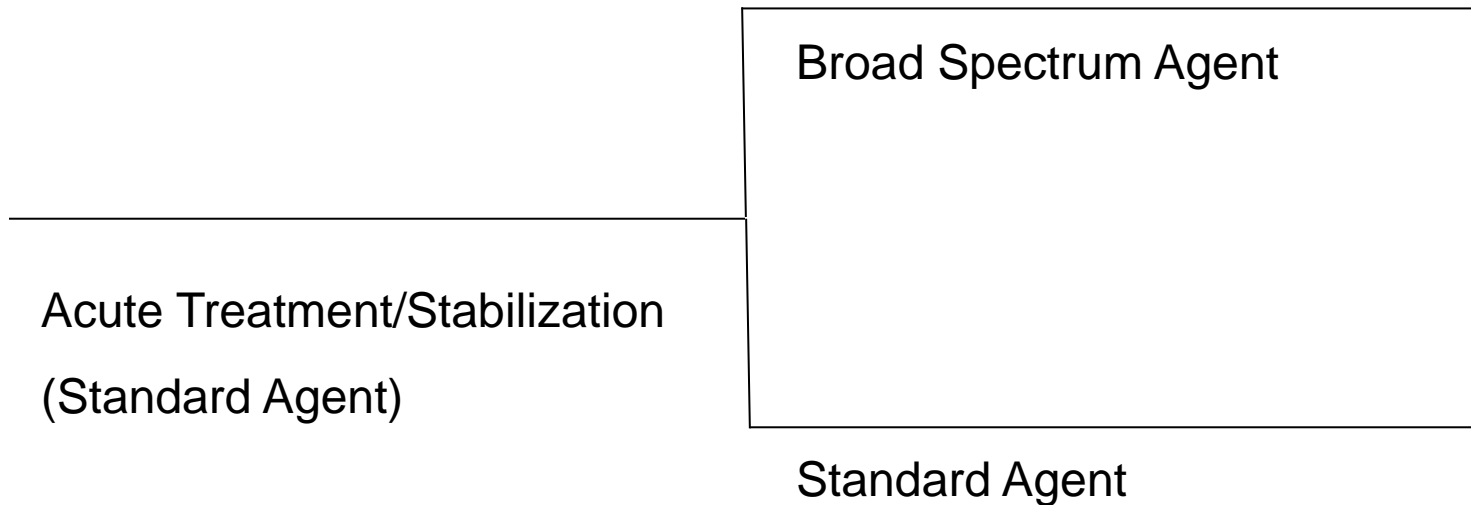 Broad Spectrum Agent
Acute Treatment/Stabilization
(Standard Agent)
Standard Agent